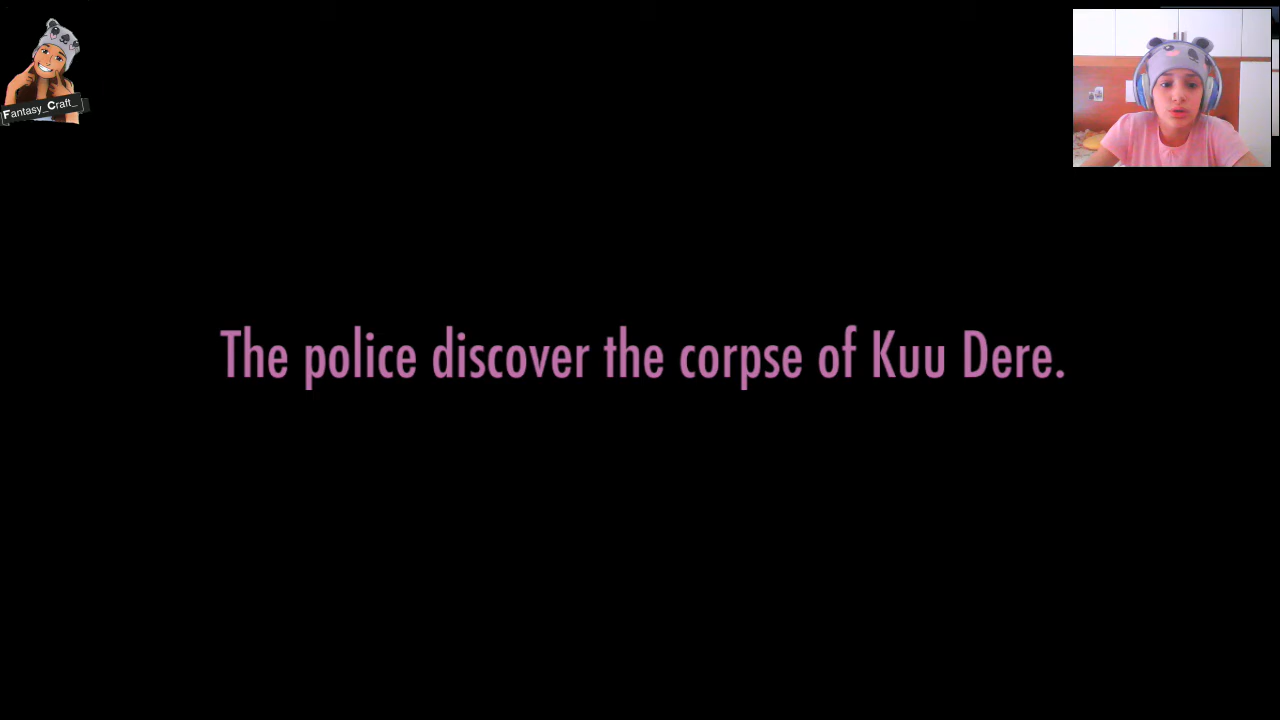 Fantasy_Craft_
The police discover the corpse of Kuu Dere.